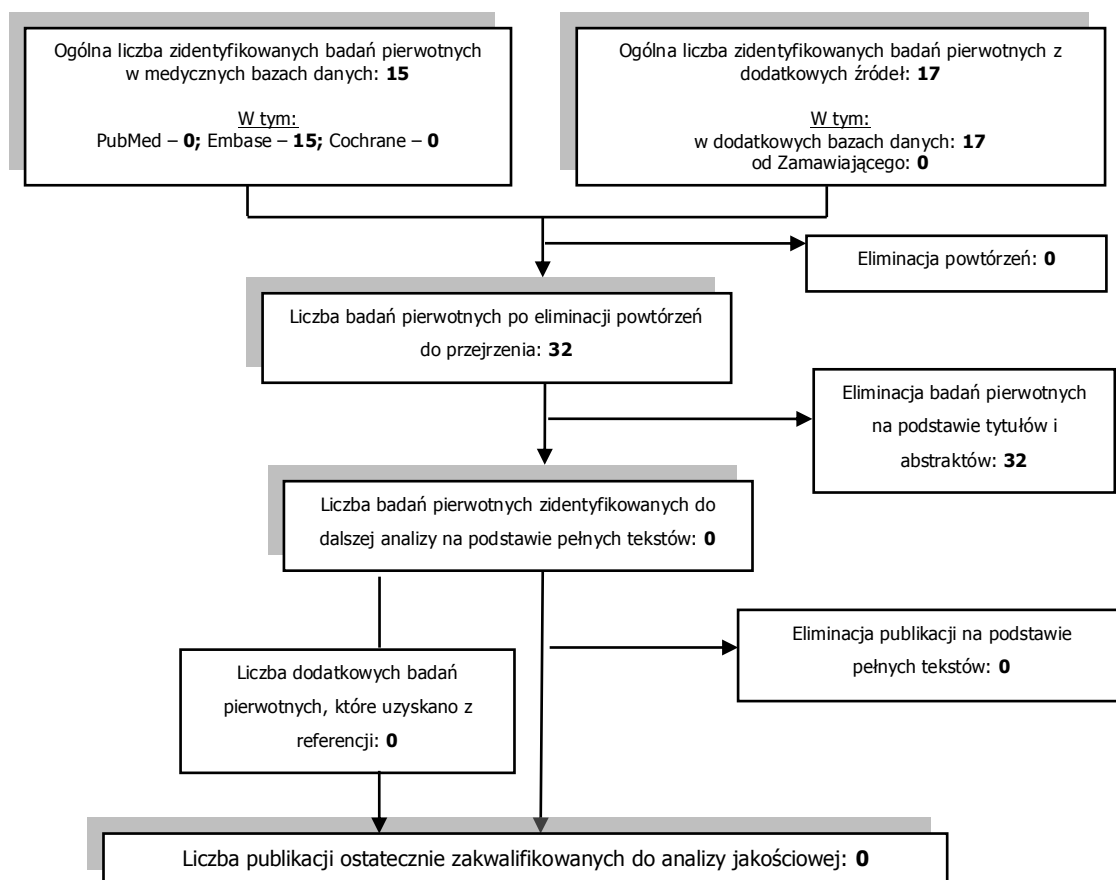 Ogólna liczba zidentyfikowanych badań pierwotnych
w medycznych bazach danych: 15
W tym:
PubMed – 0; Embase – 15; Cochrane – 0
Ogólna liczba zidentyfikowanych badań pierwotnych z
dodatkowych źródeł: 17
W tym:
w dodatkowych bazach danych: 17
od Zamawiającego: 0
Eliminacja powtórzeń: 0
Liczba badań pierwotnych po eliminacji powtórzeń
do przejrzenia: 32
Eliminacja badań pierwotnych
na podstawie tytułów i
abstraktów: 32
Liczba badań pierwotnych zidentyfikowanych do
dalszej analizy na podstawie pełnych tekstów: 0
Eliminacja publikacji na podstawie
pełnych tekstów: 0
Liczba dodatkowych badań
pierwotnych, które uzyskano z
referencji: 0
Liczba publikacji ostatecznie zakwalifikowanych do analizy jakościowej: 0